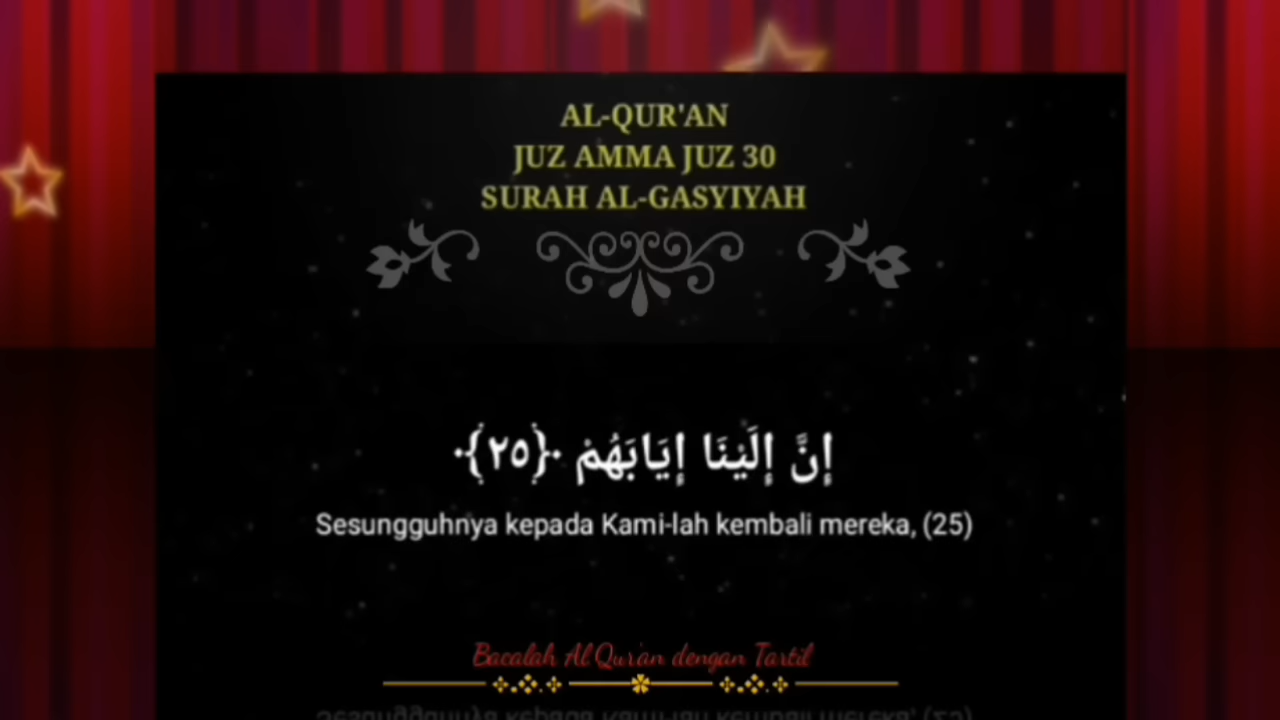 AL-QUR'AN
JUZ AMMA JUZ 30
SURAH AL-GASYIYAH
إِنَّ إِلَيْنَا إِيَابَهُمْ ﴿٢٥﴾
Sesungguhnya kepada Kami-lah kembali mereka, (25)
Bacalah Al Qur'an dengan Tartil